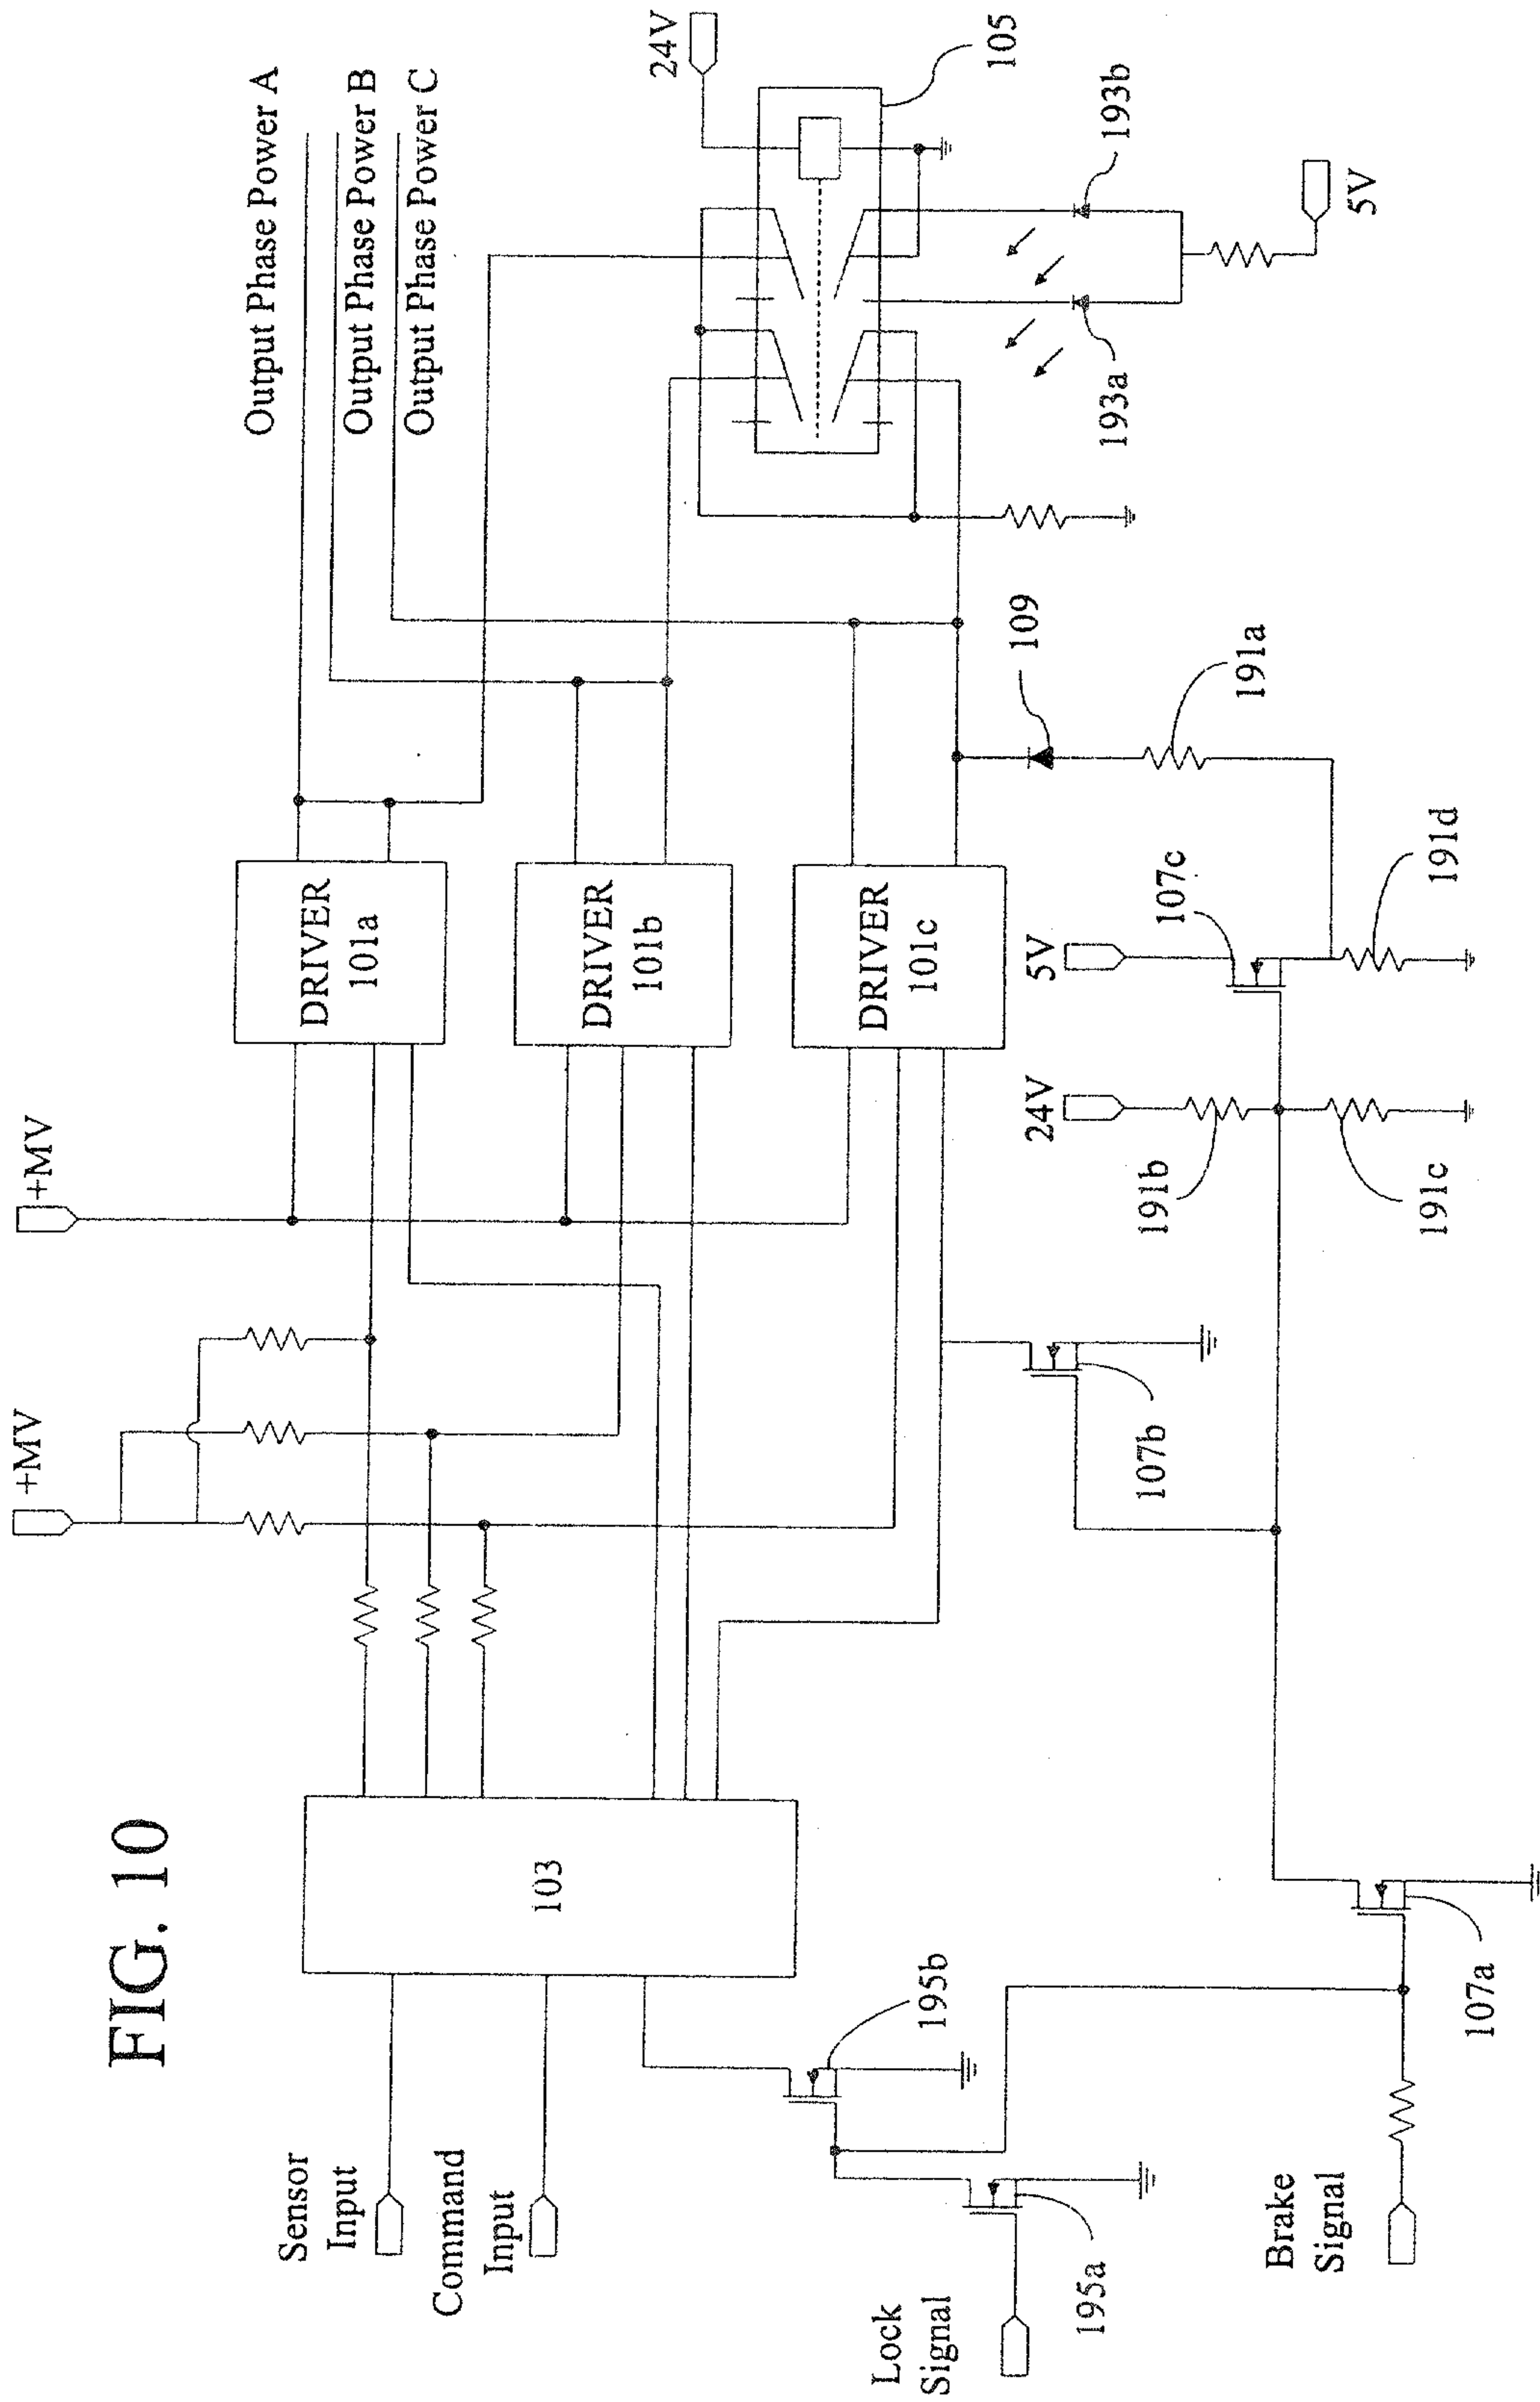 FIG. 10
+MV
+MV
Output Phase Power A
Output Phase Power B
Output Phase Power C
24V
105
DRIVER
101a
DRIVER
101b
DRIVER
101c
103
Sensor
Input
Command
Input
Lock
Signal
195a
195b
Brake
Signal
107a
107b
24V
191b
191c
5V
107c
191d
109
191a
193a
193b
5V